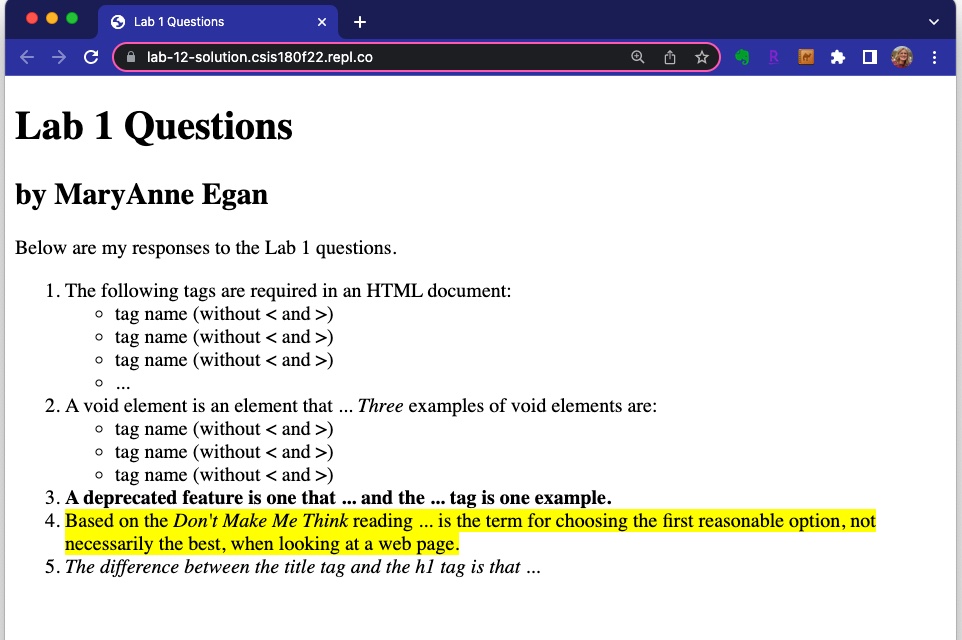 Lab 1 Questions
lab-12-solution.csis180f22.repl.co
R
Lab 1 Questions
by MaryAnne Egan
Below are my responses to the Lab 1 questions.
1. The following tags are required in an HTML document:
tag name (without < and >)
tag name (without < and >)
tag name (without < and >)
...
2. A void element is an element that ... Three examples of void elements are:
tag name (without < and >)
tag name (without < and >)
tag name (without < and >)
3. A deprecated feature is one that ... and the ... tag is one example.
4. Based on the Don't Make Me Think reading ... is the term for choosing the first reasonable option, not
necessarily the best, when looking at a web page.
5. The difference between the title tag and the h1 tag is that ...